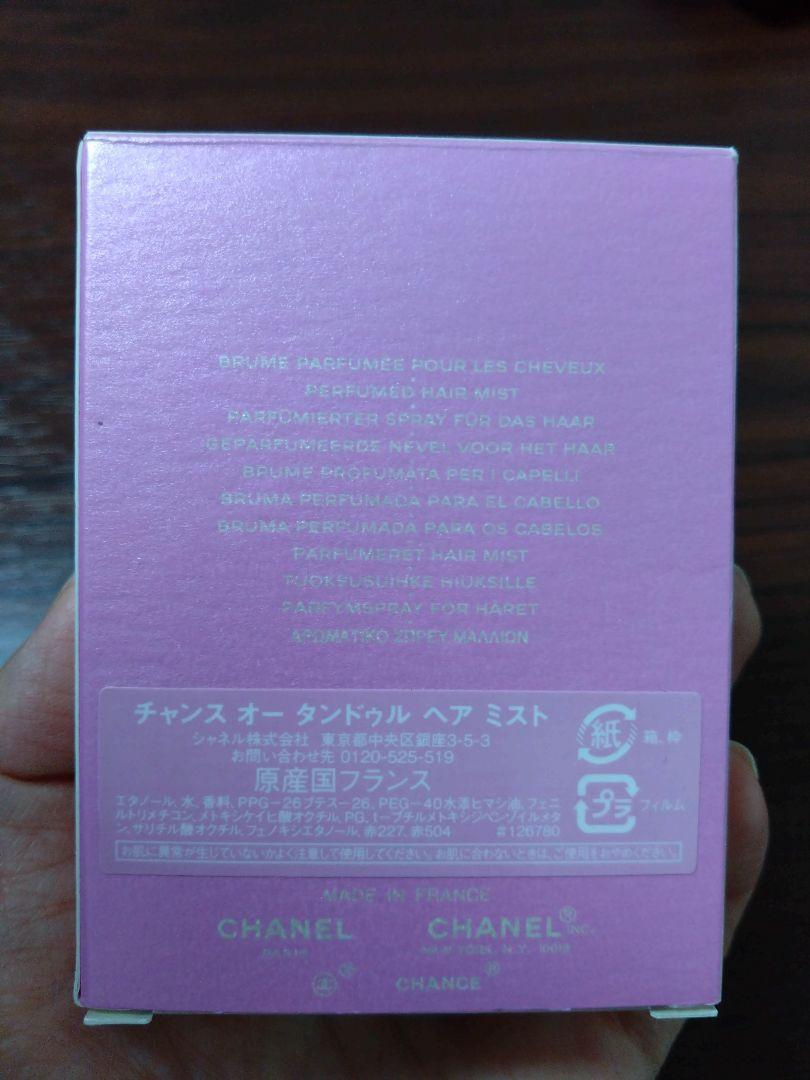 BRUME PARFUMÉE POUR LES CHEVEUX
PERFUMED HAIR MIST
PARFÜMIERTER SPRAY FÜR DAS HAAR
GEPARFUMEERDE NEVEL VOOR HET HAAR
BRUME PROFUMATA PER I CAPELLI
BRUMA PERFUMADA PARA EL CABELLO
BRUMA PERFUMADA PARA OS CABELOS
PARFUMERET HAIR MIST
TUOKSUSUIHKE HIUKSILLE
PARFYMSPRAY FÖR HÅRET
ΑΡΩΜΑΤΙΚΟ ΣΠΡΕΥ ΜΑΛΛΙΩΝ
チャンス オー タンドゥル ヘア ミスト
シャネル株式会社 東京都中央区銀座3-5-3
お問い合わせ先 0120-525-519
原産国フランス
紙 箱、枠
プラ フィルム
エタノール、水、香料、PPG-26ブテス-26、PEG-40水添ヒマシ油、フェニ
ルトリメチコン、メトキシケイヒ酸オクチル、PG、t-ブチルメトキシジベンゾイルメタ
ン、サリチル酸オクチル、フェノキシエタノール、赤227、赤504 #126780
お肌に異常が生じていないかよく注意して使用してください。お肌に合わないときは、ご使用をおやめください。
MADE IN FRANCE
CHANEL CHANEL® INC.
PARIS NEW YORK, N.Y. 10019
® CHANCE®